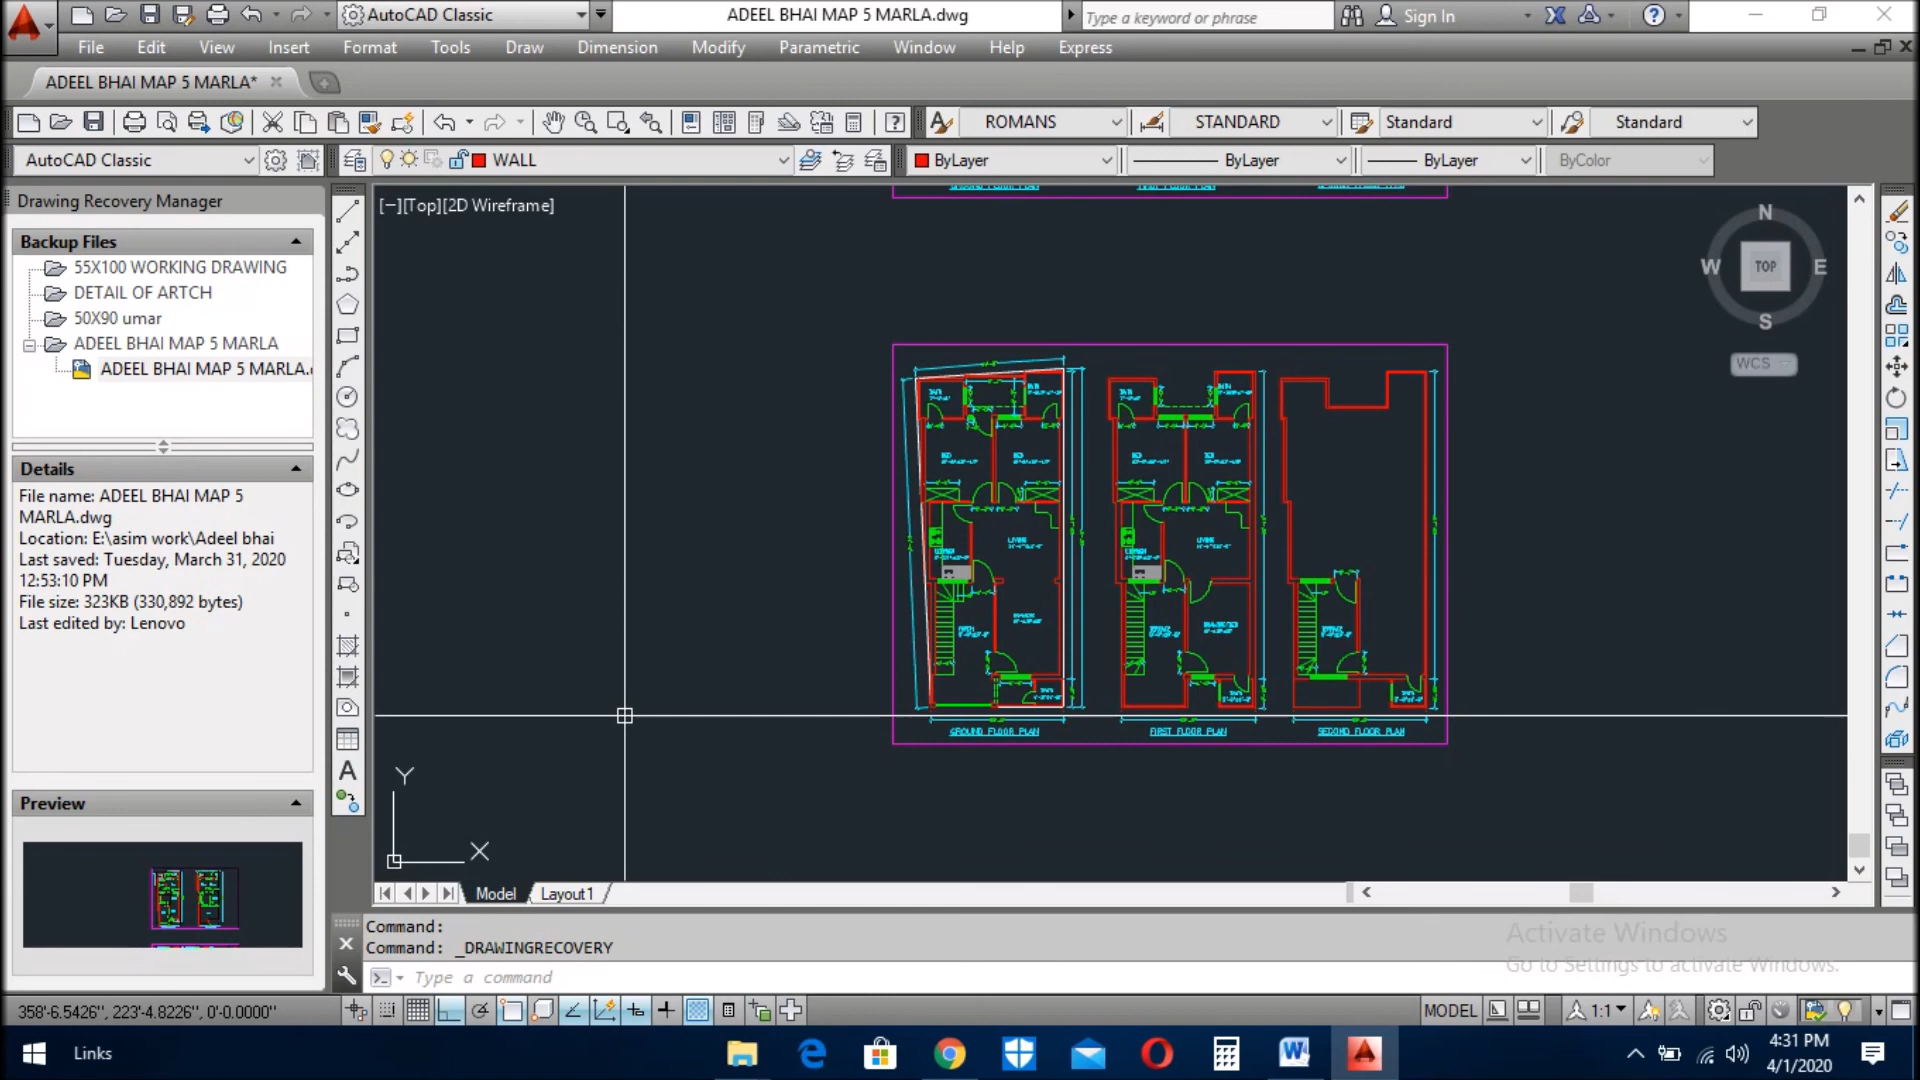 AutoCAD Classic
ADEEL BHAI MAP 5 MARLA.dwg
Type a keyword or phrase
Sign In
File Edit View Insert Format Tools Draw Dimension Modify Parametric Window Help Express
ADEEL BHAI MAP 5 MARLA*
ROMANS STANDARD Standard Standard
AutoCAD Classic WALL ByLayer ByLayer ByLayer ByColor
Drawing Recovery Manager
Backup Files
55X100 WORKING DRAWING
DETAIL OF ARTCH
50X90 umar
ADEEL BHAI MAP 5 MARLA
ADEEL BHAI MAP 5 MARLA.
Details
File name: ADEEL BHAI MAP 5
MARLA.dwg
Location: E:\asim work\Adeel bhai
Last saved: Tuesday, March 31, 2020
12:53:10 PM
File size: 323KB (330,892 bytes)
Last edited by: Lenovo
Preview
[−][Top][2D Wireframe]
N
W TOP E
S
WCS
GROUND FLOOR PLAN FIRST FLOOR PLAN SECOND FLOOR PLAN
Y
X
Model Layout1
Command:
Command: _DRAWINGRECOVERY
Type a command
Activate Windows
Go to Settings to activate Windows.
358'-6.5426", 223'-4.8226", 0'-0.0000"
MODEL 1:1
Links
4:31 PM
4/1/2020